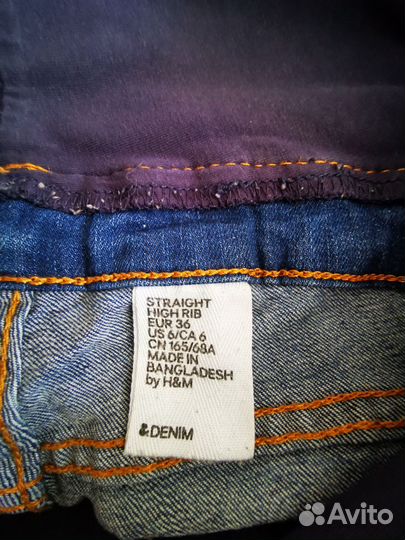 STRAIGHT
HIGH RIB
EUR 36
US 6/CA 6
CN 165/68A
MADE IN
BANGLADESH
by H&M
&DENIM
Avito